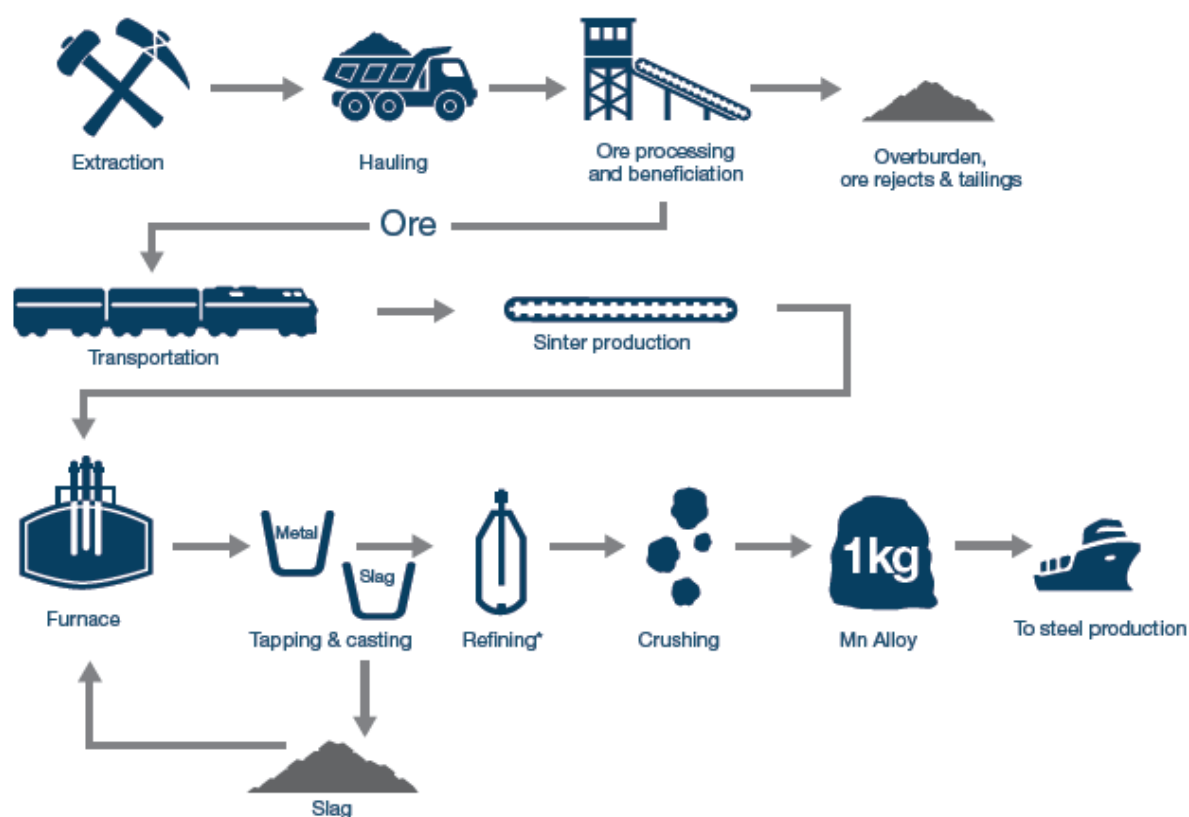 Extraction
Hauling
Ore processing
and beneficiation
Overburden,
ore rejects & tailings
Ore
Transportation
Sinter production
Metal
Slag
1kg
Furnace
Tapping & casting
Refining*
Crushing
Mn Alloy
To steel production
Slag